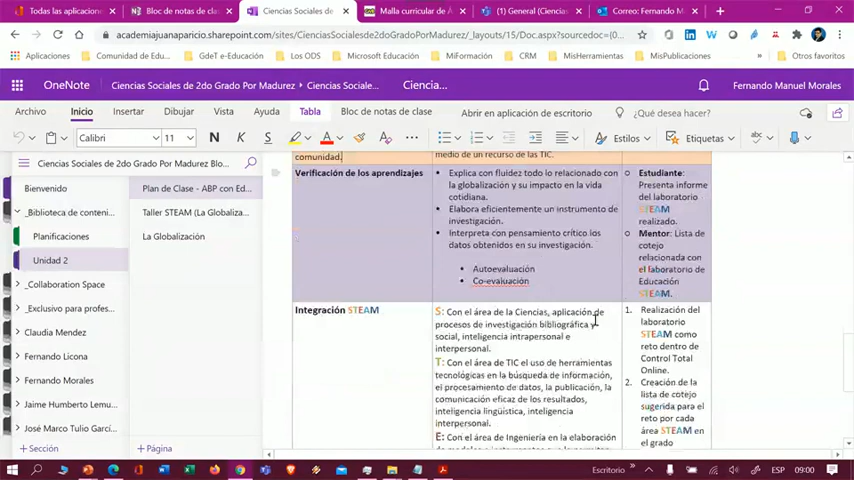 Todas las aplicacion
Bloc de notas de clase
Ciencias Sociales de
Malla curricular de Á
(1) General (Ciencias
Correo: Fernando M
academiajuanaparicio.sharepoint.com/sites/CienciasSocialesde2doGradoPorMadurez/_layouts/15/Doc.aspx?sourcedoc={0...
Aplicaciones
Comunidad de Edu
GdeT e-Educación
Los ODS
Microsoft Educatio
MiFormación
CRM
MisHerramient
MisPublicaciones
Otros favoritos
OneNote
Ciencias Sociales de 2do Grado Por Madurez
Ciencias Sociale...
Ciencia...
Fernando Manuel Morales
Archivo
Inicio
Insertar
Dibujar
Vista
Ayuda
Tabla
Bloc de notas de clase
Abrir en aplicación de escritorio
¿Qué desea hacer?
Calibri
11
N
K
S
A
Estilos
Etiquetas
abc
Ciencias Sociales de 2do Grado Por Madurez Blo...
Bienvenido
_Biblioteca de conteni...
Planificaciones
Unidad 2
_Collaboration Space
_Exclusivo para profes...
Claudia Mendez
Fernando Licona
Fernando Morales
Jaime Humberto Lemu...
José Marco Tulio Garcí...
+ Sección
Plan de Clase - ABP con Ed...
Taller STEAM (La Globaliza...
La Globalización
+ Página
comunidad.
medio de un recurso de las TIC.
Verificación de los aprendizajes
• Explica con fluidez todo lo relacionado con
la globalización y su impacto en la vida
cotidiana.
• Elabora eficientemente un instrumento de
investigación.
• Interpreta con pensamiento crítico los
datos obtenidos en su investigación.
• Autoevaluación
• Co-evaluación
o Estudiante:
Presenta informe
del laboratorio
STEAM
realizado.
o Mentor: Lista de
cotejo
relacionada con
el laboratorio de
Educación
STEAM.
Integración STEAM
S: Con el área de la Ciencias, aplicación de
procesos de investigación bibliográfica y
social, inteligencia intrapersonal e
interpersonal.
T: Con el área de TIC el uso de herramientas
tecnológicas en la búsqueda de información,
el procesamiento de datos, la publicación, la
comunicación eficaz de los resultados,
inteligencia lingüística, inteligencia
interpersonal.
E: Con el área de Ingeniería en la elaboración
1. Realización del
laboratorio
STEAM como
reto dentro de
Control Total
Online.
2. Creación de la
lista de cotejo
sugerida para el
reto por cada
área STEAM en
el grado
Escritorio
ESP
09:00